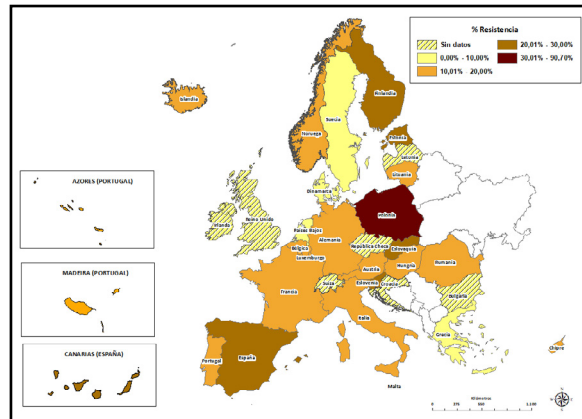 % Resistencia
Sin datos
0,00% - 10,00%
10,01% - 20,00%
20,01% - 30,00%
30,01% - 90,70%
Islandia
Noruega
Suecia
Finlandia
Estonia
Letonia
Lituania
Dinamarca
Irlanda
Reino Unido
Países Bajos
Bélgica
Luxemburgo
Alemania
Polonia
República Checa
Eslovaquia
Austria
Hungría
Rumanía
Suiza
Eslovenia
Croacia
Bulgaria
Francia
Italia
Grecia
Chipre
Malta
Portugal
España
AZORES (PORTUGAL)
MADEIRA (PORTUGAL)
CANARIAS (ESPAÑA)
Kilómetros